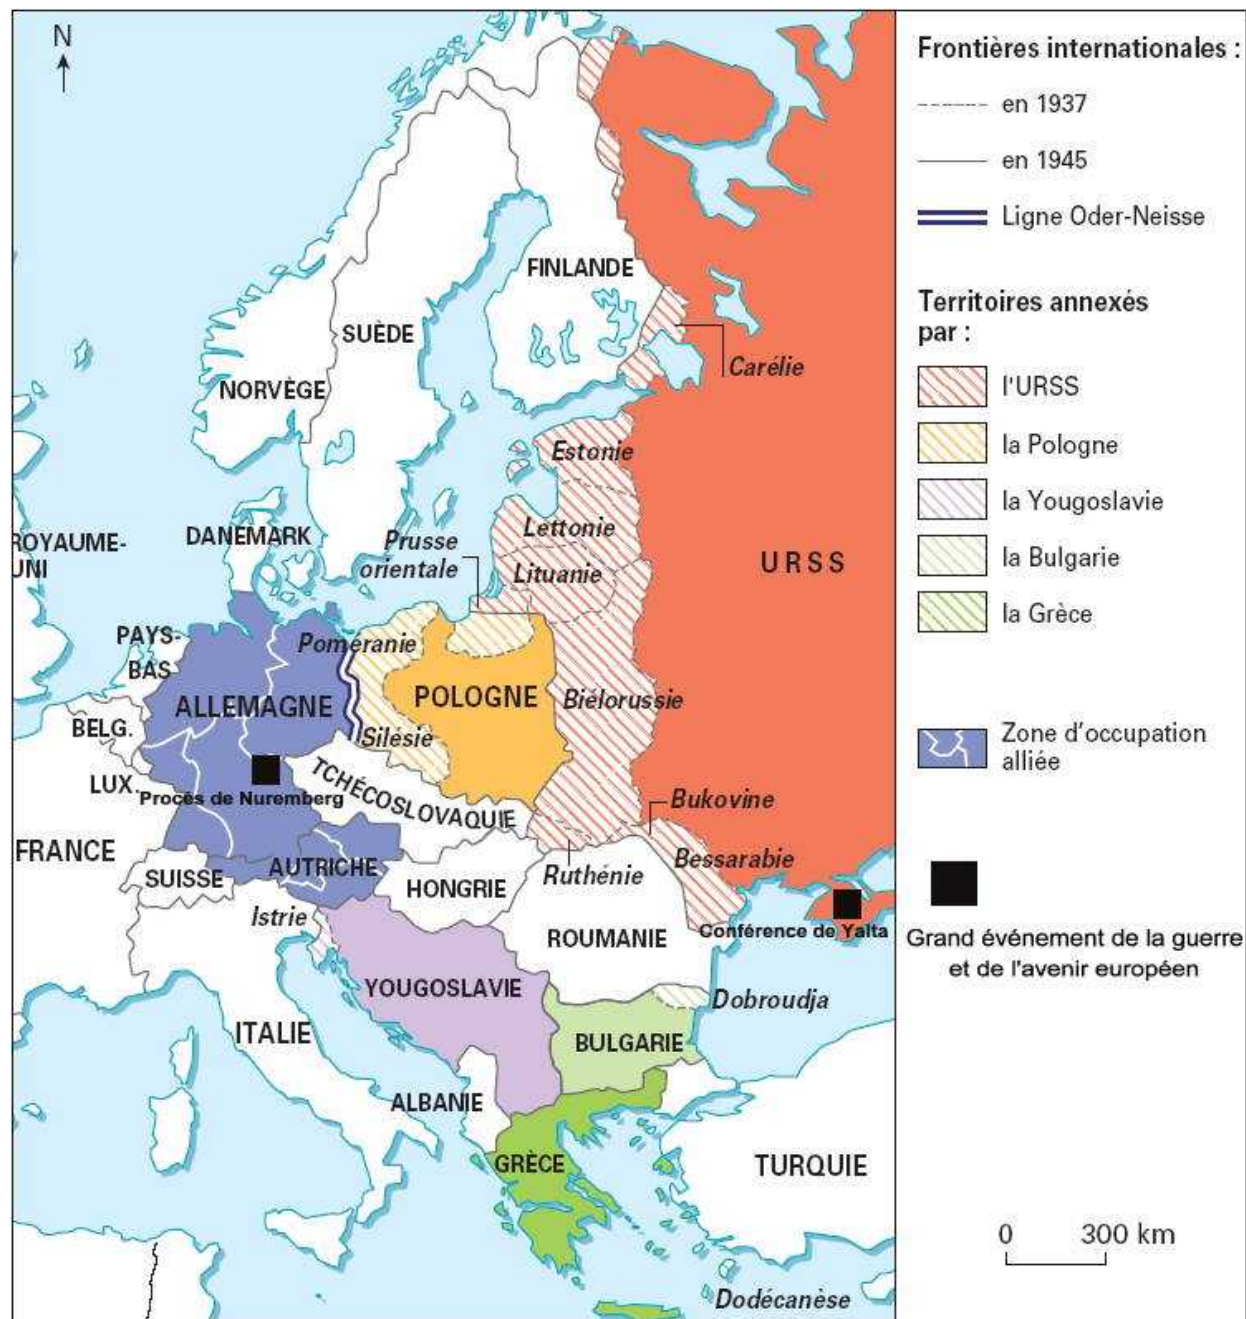 N
FINLANDE
SUÈDE
NORVÈGE
Carélie
Estonie
Lettonie
Lituanie
DANEMARK
Prusse
orientale
ROYAUME-
UNI
URSS
PAYS-
BAS
Poméranie
ALLEMAGNE
POLOGNE
Biélorussie
BELG.
Silésie
LUX.
Procès de Nuremberg
TCHÉCOSLOVAQUIE
Bukovine
FRANCE
SUISSE
AUTRICHE
HONGRIE
Ruthénie
Bessarabie
Istrie
ROUMANIE
Conférence de Yalta
YOUGOSLAVIE
Dobroudja
ITALIE
BULGARIE
ALBANIE
GRÈCE
TURQUIE
Dodécanèse
Frontières internationales :
en 1937
en 1945
Ligne Oder-Neisse
Territoires annexés
par :
l'URSS
la Pologne
la Yougoslavie
la Bulgarie
la Grèce
Zone d'occupation
alliée
Grand événement de la guerre
et de l'avenir européen
0 300 km